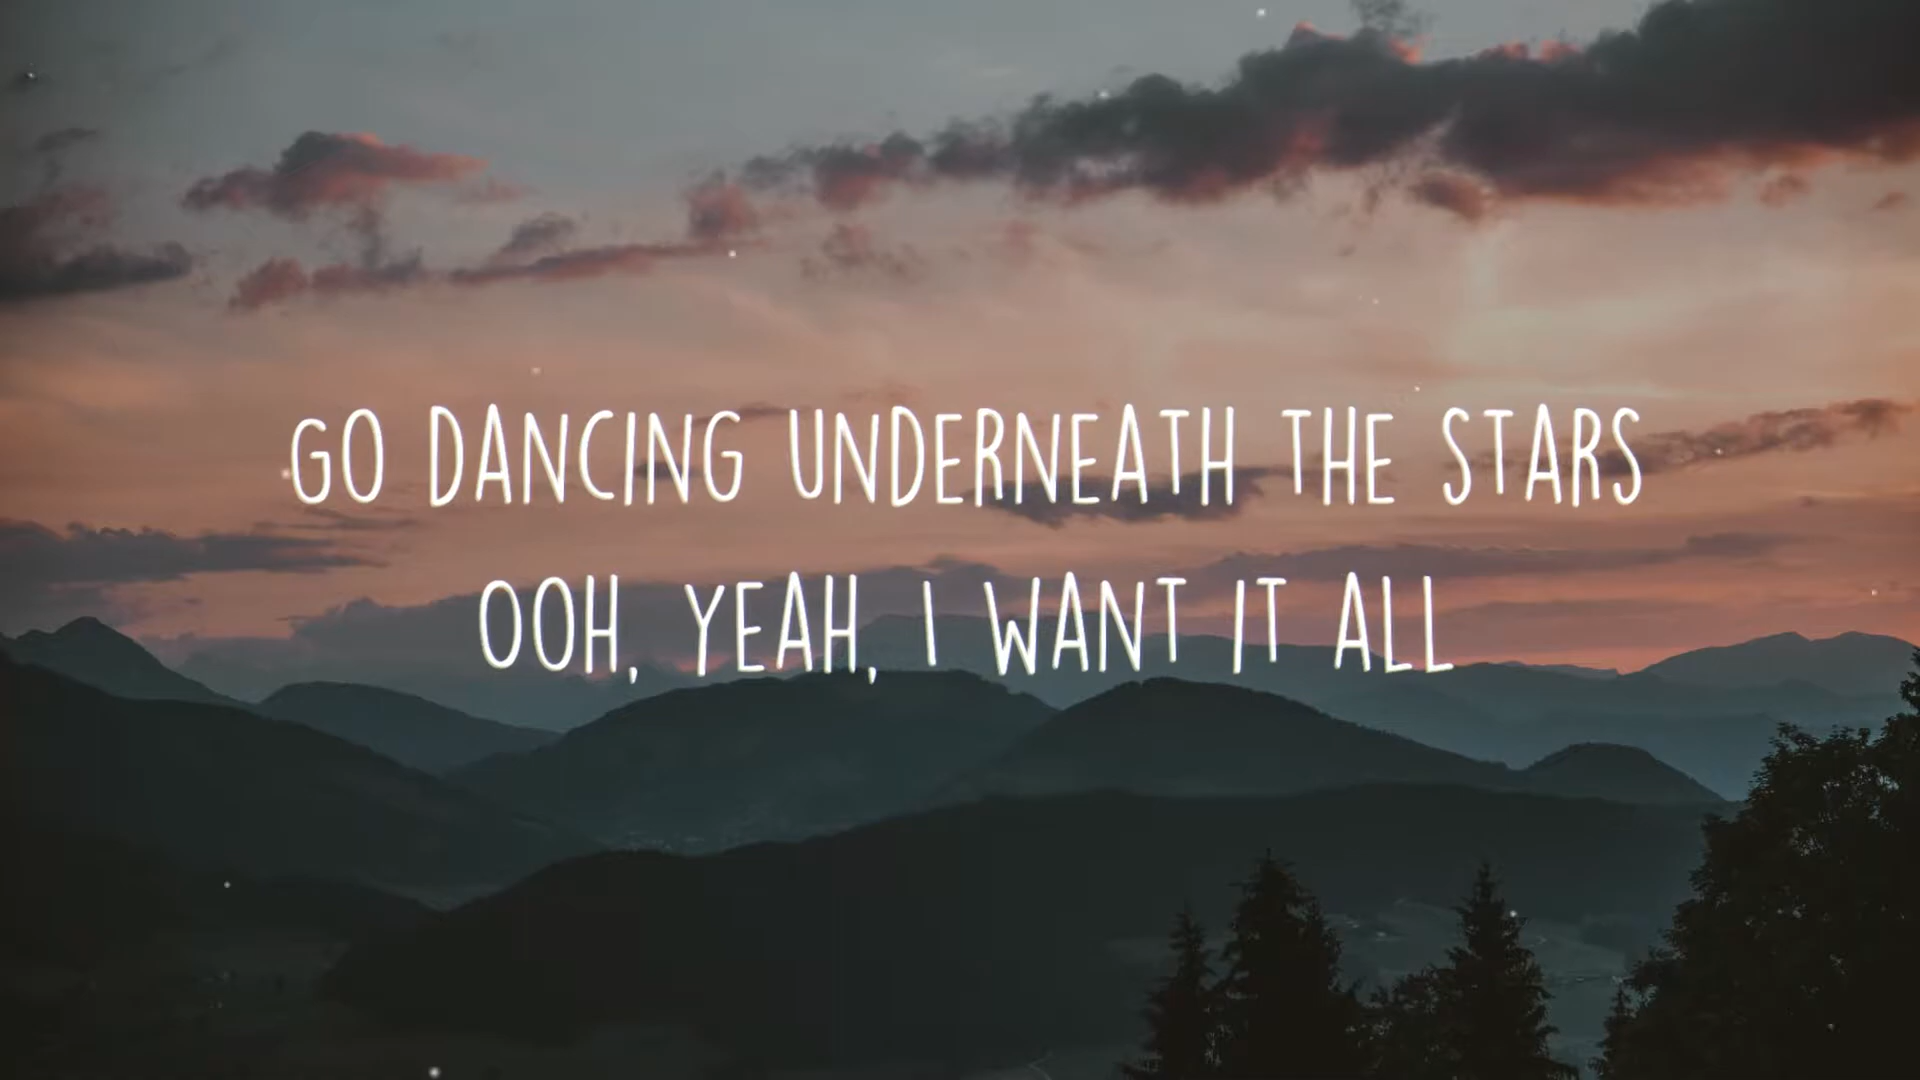 GO DANCING UNDERNEATH THE STARS
OOH, YEAH, I WANT IT ALL